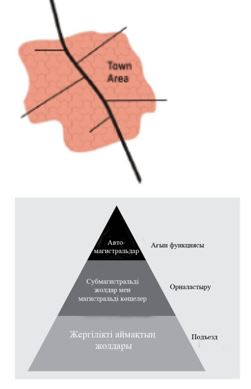 Town
Area
Авто-
магистральдар
Ағын функциясы
Субмагистральді
жолдар мен
магистральді көшелер
Орналастыру
Жергілікті аймақтың
жолдары
Подъезд